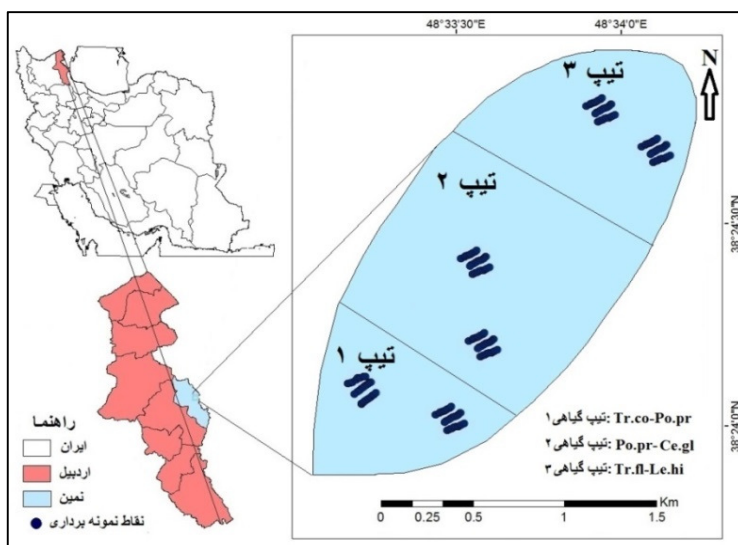 48°33'30"E
48°34'0"E
N
تیپ ۳
تیپ ۲
38°24'30"N
تیپ ۱
38°24'0"N
راهنما
ایران
اردبیل
نمین
نقاط نمونه برداری
تیپ گیاهی۱ :Tr.co-Po.pr
تیپ گیاهی۲ :Po.pr-Ce.gl
تیپ گیاهی۳ :Tr.fl-Le.hi
Km
0 0.25 0.5 1 1.5